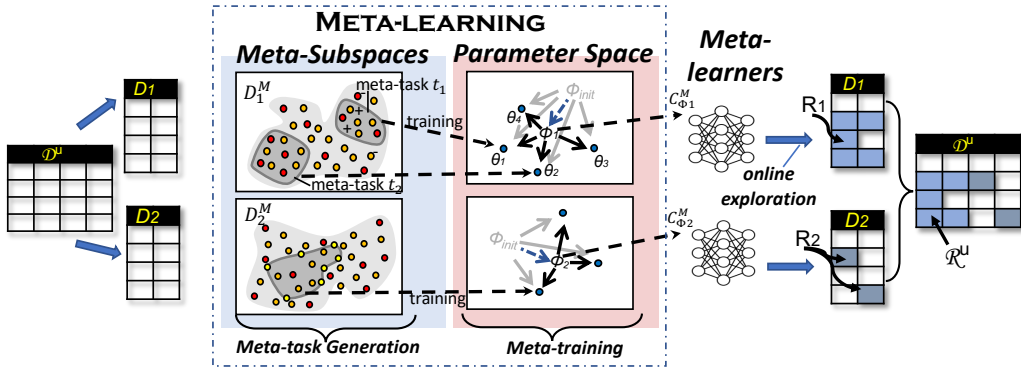 META-LEARNING
Meta-Subspaces
Parameter Space
Meta-
learners
D1
D2
𝒟ᵘ
D₁ᴹ
meta-task t₁
+
+
+
training
meta-task t₂
D₂ᴹ
training
Meta-task Generation
Φinit
θ₄
Φ₁
θ₁
θ₂
θ₃
Φinit
Φ₂
Meta-training
C^M_Φ1
C^M_Φ2
online
exploration
D1
R1
D2
R2
𝒟ᵘ
ℛᵘ